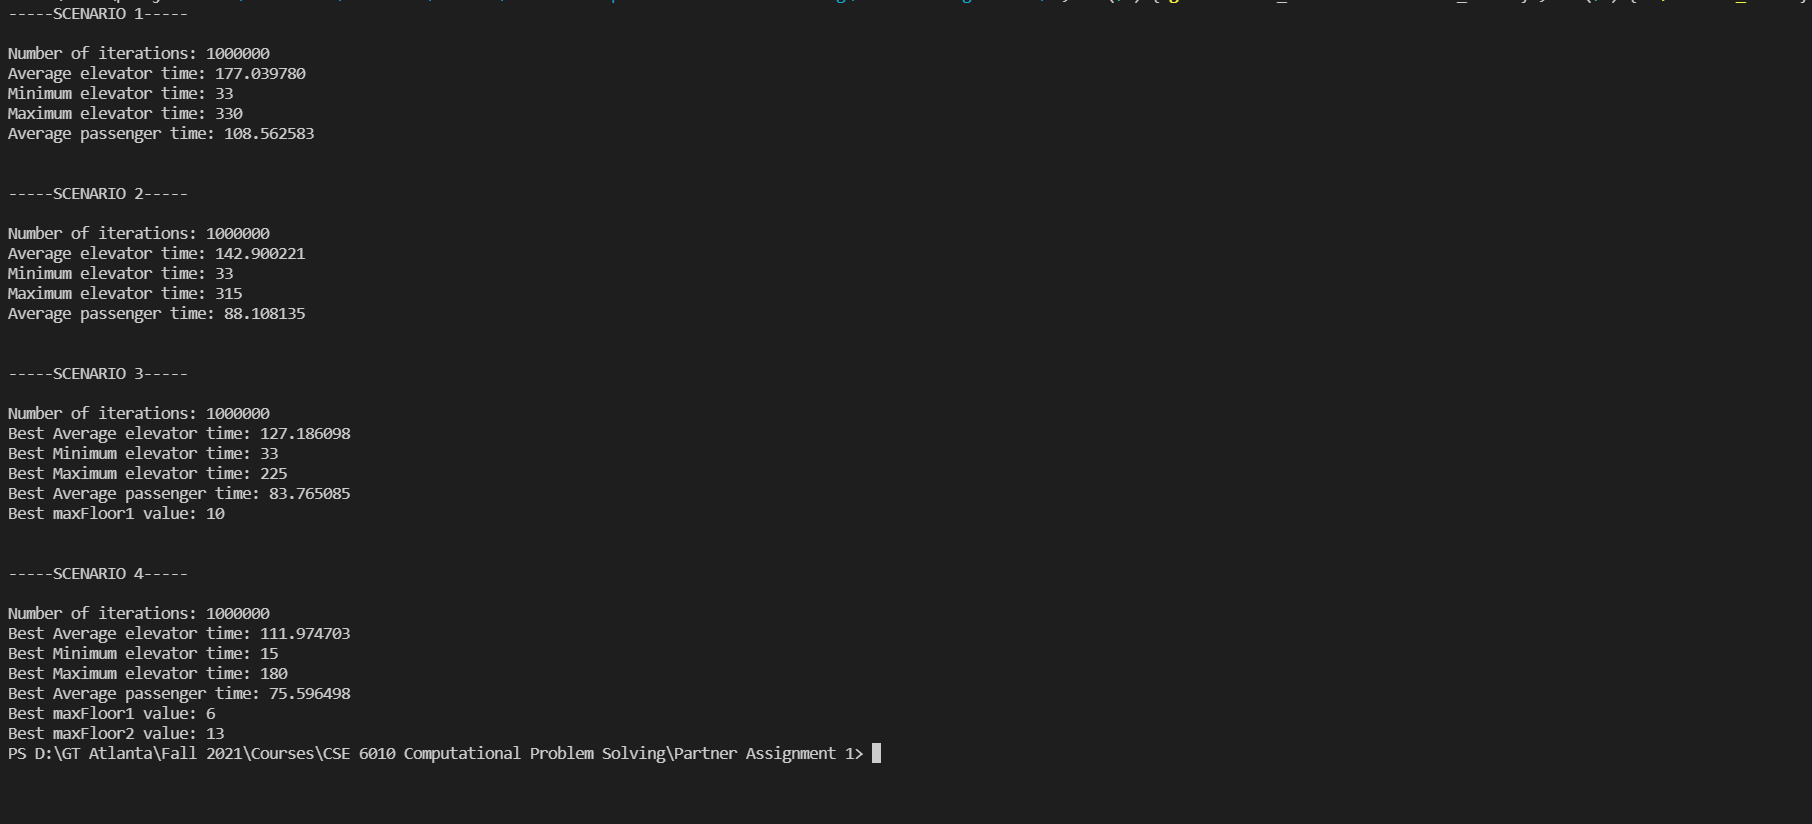 -----SCENARIO 1-----
Number of iterations: 1000000
Average elevator time: 177.039780
Minimum elevator time: 33
Maximum elevator time: 330
Average passenger time: 108.562583
-----SCENARIO 2-----
Number of iterations: 1000000
Average elevator time: 142.900221
Minimum elevator time: 33
Maximum elevator time: 315
Average passenger time: 88.108135
-----SCENARIO 3-----
Number of iterations: 1000000
Best Average elevator time: 127.186098
Best Minimum elevator time: 33
Best Maximum elevator time: 225
Best Average passenger time: 83.765085
Best maxFloor1 value: 10
-----SCENARIO 4-----
Number of iterations: 1000000
Best Average elevator time: 111.974703
Best Minimum elevator time: 15
Best Maximum elevator time: 180
Best Average passenger time: 75.596498
Best maxFloor1 value: 6
Best maxFloor2 value: 13
PS D:\GT Atlanta\Fall 2021\Courses\CSE 6010 Computational Problem Solving\Partner Assignment 1>